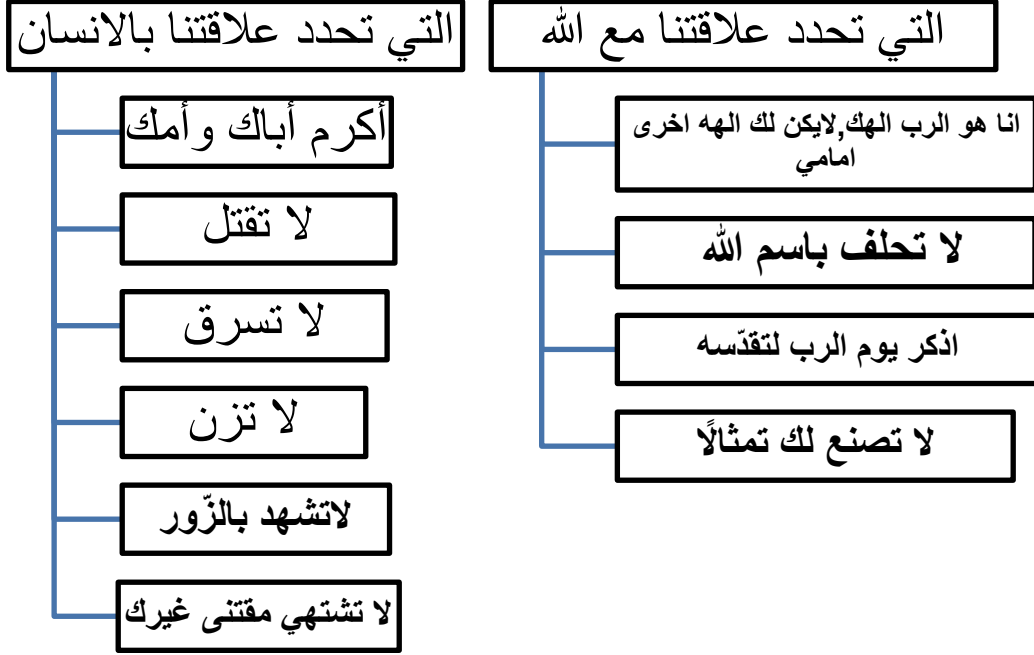 التي تحدد علاقتنا مع الله
انا هو الرب الهك,لايكن لك الهه اخرى
امامي
لا تحلف باسم الله
اذكر يوم الرب لتقدّسه
لا تصنع لك تمثالًا
التي تحدد علاقتنا بالانسان
أكرم أباك وأمك
لا تقتل
لا تسرق
لا تزن
لاتشهد بالزّور
لا تشتهي مقتنى غيرك